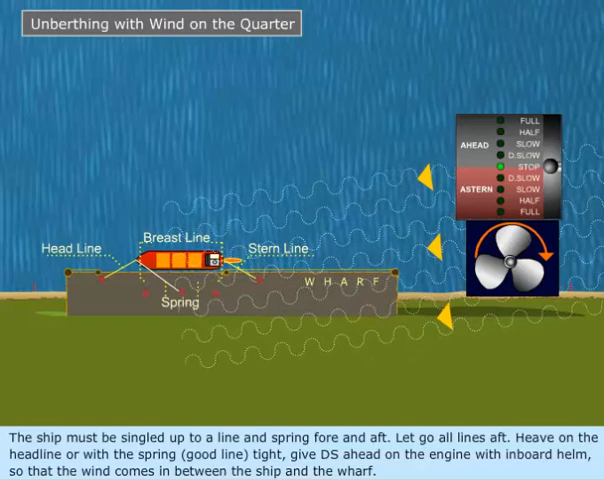 Unberthing with Wind on the Quarter
FULL
HALF
AHEAD
SLOW
D.SLOW
STOP
D.SLOW
ASTERN
SLOW
HALF
FULL
Breast Line
Head Line
Stern Line
WHARF
Spring
The ship must be singled up to a line and spring fore and aft. Let go all lines aft. Heave on the
headline or with the spring (good line) tight, give DS ahead on the engine with inboard helm,
so that the wind comes in between the ship and the wharf.